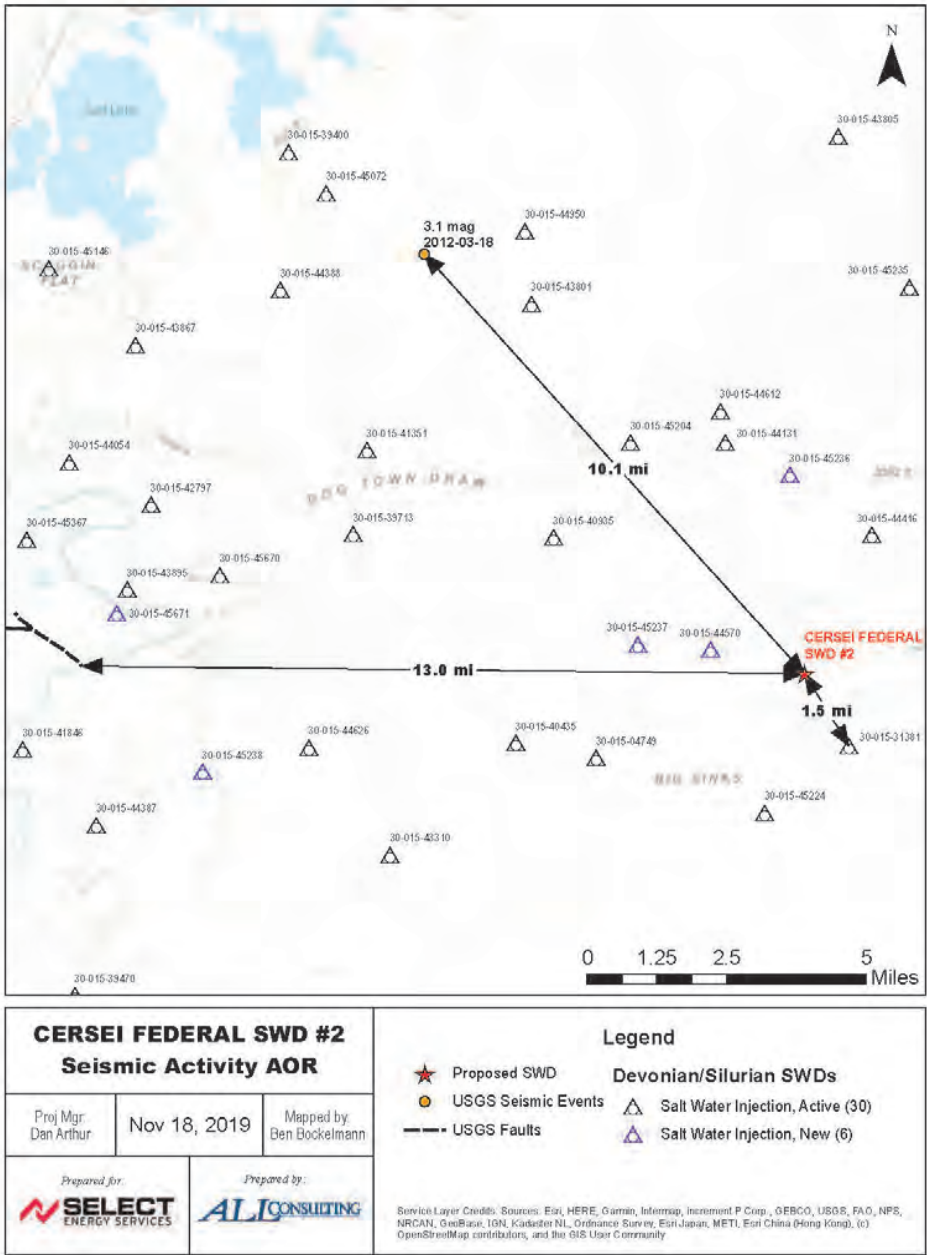 N
Salt Lake
30-015-39400
30-015-43805
30-015-45072
3.1 mag
2012-03-18
30-015-44950
30-015-45146
SCOGGIN
FLAT
30-015-44388
30-015-43801
30-015-45235
30-015-43867
30-015-44612
30-015-45204
30-015-44131
30-015-41351
30-015-44054
30-015-45236
10.1 mi
DOG TOWN DRAW
30-015-42797
30-015-39713
30-015-40935
30-015-44416
30-015-45367
30-015-45670
30-015-43895
30-015-45671
30-015-45237
30-015-44570
CERSEI FEDERAL
SWD #2
13.0 mi
1.5 mi
30-015-31381
30-015-41846
30-015-44626
30-015-40435
30-015-04749
30-015-45238
BIG SINKS
30-015-45224
30-015-44387
30-015-43310
30-015-39470
0 1.25 2.5 5
Miles
CERSEI FEDERAL SWD #2
Seismic Activity AOR
Proj Mgr:
Dan Arthur
Nov 18, 2019
Mapped by:
Ben Bockelmann
Prepared for:
SELECT
ENERGY SERVICES
Prepared by:
ALL CONSULTING
Legend
Proposed SWD
USGS Seismic Events
USGS Faults
Devonian/Silurian SWDs
Salt Water Injection, Active (30)
Salt Water Injection, New (6)
Service Layer Credits: Sources: Esri, HERE, Garmin, Intermap, increment P Corp., GEBCO, USGS, FAO, NPS,
NRCAN, GeoBase, IGN, Kadaster NL, Ordnance Survey, Esri Japan, METI, Esri China (Hong Kong), (c)
OpenStreetMap contributors, and the GIS User Community